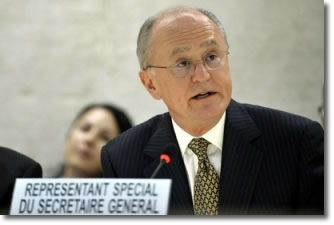 REPRESENTANT SPECIAL
DU SECRETAIRE GENERAL